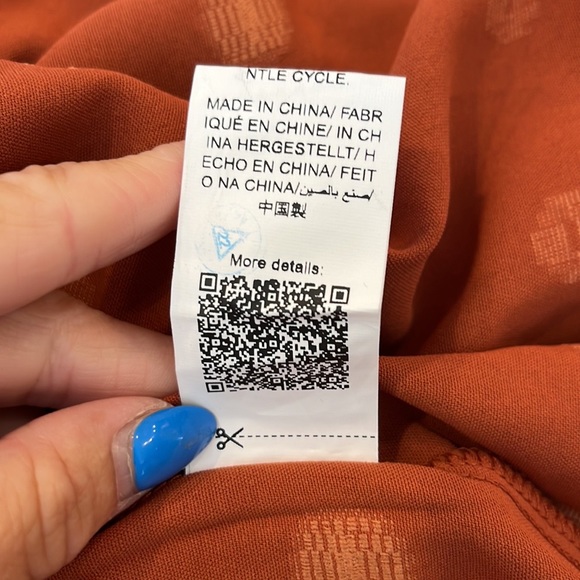 NTLE CYCLE.
MADE IN CHINA/ FABR
IQUÉ EN CHINE/ IN CH
INA HERGESTELLT/ H
ECHO EN CHINA/ FEIT
O NA CHINA/صنع بالصين/
中国製
More details: